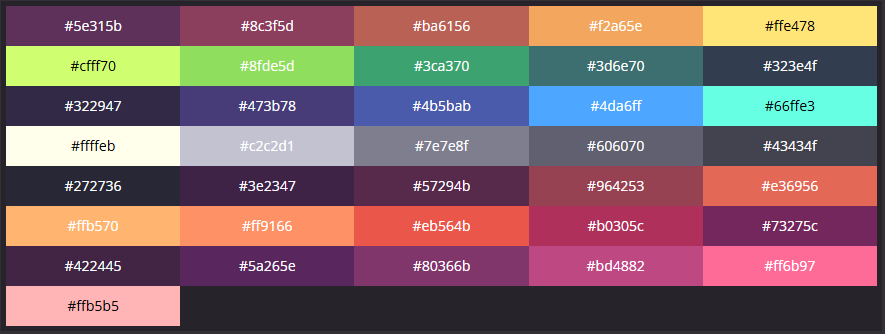 #5e315b #8c3f5d #ba6156 #f2a65e #ffe478
#cfff70 #8fde5d #3ca370 #3d6e70 #323e4f
#322947 #473b78 #4b5bab #4da6ff #66ffe3
#ffffeb #c2c2d1 #7e7e8f #606070 #43434f
#272736 #3e2347 #57294b #964253 #e36956
#ffb570 #ff9166 #eb564b #b0305c #73275c
#422445 #5a265e #80366b #bd4882 #ff6b97
#ffb5b5